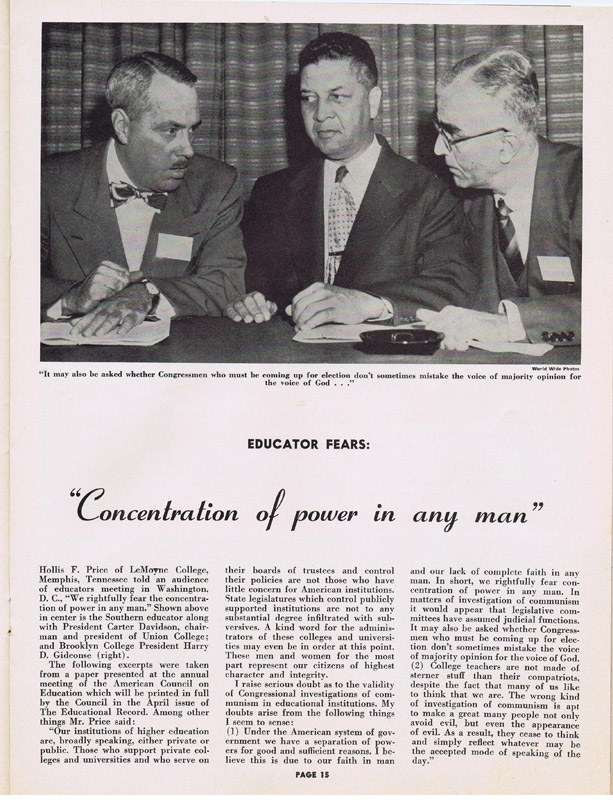 World Wide Photos
"It may also be asked whether Congressmen who must be coming up for election don't sometimes mistake the voice of majority opinion for
the voice of God . . ."
EDUCATOR FEARS:
"Concentration of power in any man"
Hollis F. Price of LeMoyne College,
Memphis, Tennessee told an audience
of educators meeting in Washington,
D. C., "We rightfully fear the concentra-
tion of power in any man." Shown above
in center is the Southern educator along
with President Carter Davidson, chair-
man and president of Union College;
and Brooklyn College President Harry
D. Gideonse (right).
The following excerpts were taken
from a paper presented at the annual
meeting of the American Council on
Education which will be printed in full
by the Council in the April issue of
The Educational Record. Among other
things Mr. Price said:
"Our institutions of higher education
are, broadly speaking, either private or
public. Those who support private col-
leges and universities and who serve on
their boards of trustees and control
their policies are not those who have
little concern for American institutions.
State legislatures which control publicly
supported institutions are not to any
substantial degree infiltrated with sub-
versives. A kind word for the adminis-
trators of these colleges and universi-
ties may even be in order at this point.
These men and women for the most
part represent our citizens of highest
character and integrity.
I raise serious doubt as to the validity
of Congressional investigations of com-
munism in educational institutions. My
doubts arise from the following things
I seem to sense:
(1) Under the American system of gov-
ernment we have a separation of pow-
ers for good and sufficient reasons. I be-
lieve this is due to our faith in man
and our lack of complete faith in any
man. In short, we rightfully fear con-
centration of power in any man. In
matters of investigation of communism
it would appear that legislative com-
mittees have assumed judicial functions.
It may also be asked whether Congress-
men who must be coming up for elec-
tion don't sometimes mistake the voice
of majority opinion for the voice of God.
(2) College teachers are not made of
sterner stuff than their compatriots,
despite the fact that many of us like
to think that we are. The wrong kind
of investigation of communism is apt
to make a great many people not only
avoid evil, but even the appearance
of evil. As a result, they cease to think
and simply reflect whatever may be
the accepted mode of speaking of the
day."
PAGE 15